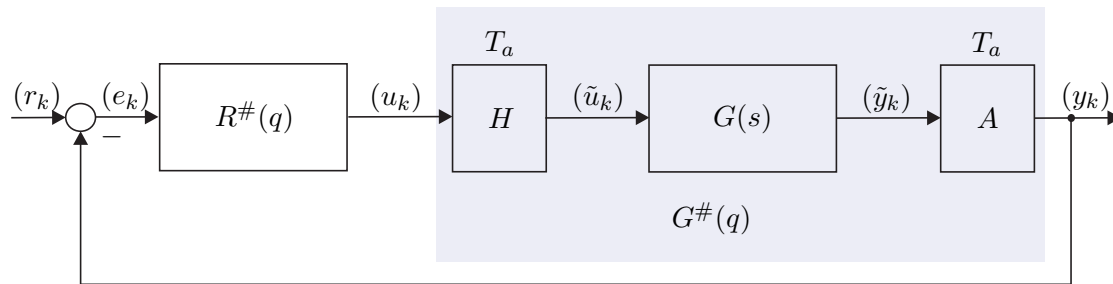 T_a T_a
(r_k) (e_k) R^#(q) (u_k) H (ũ_k) G(s) (ỹ_k) A (y_k)
−
G^#(q)